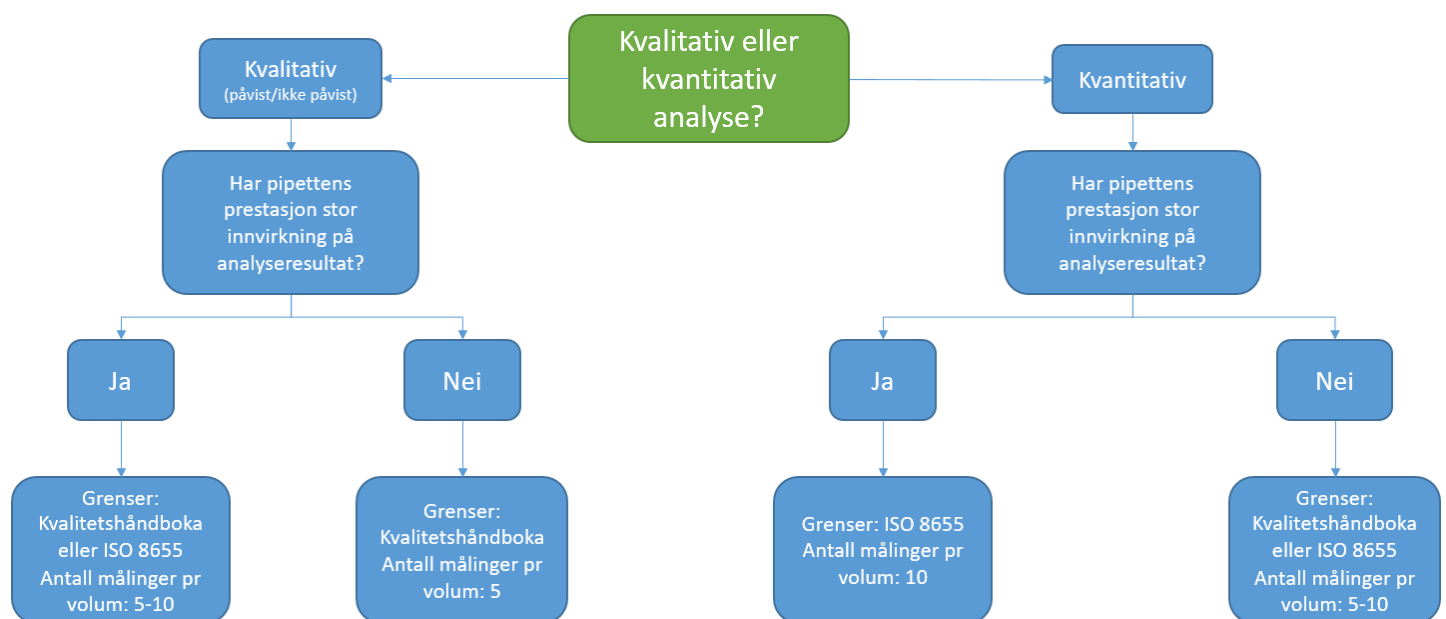 Kvalitativ eller
kvantitativ
analyse?
Kvalitativ
(påvist/ikke påvist)
Kvantitativ
Har pipettens
prestasjon stor
innvirkning på
analyseresultat?
Har pipettens
prestasjon stor
innvirkning på
analyseresultat?
Ja
Nei
Ja
Nei
Grenser:
Kvalitetshåndboka
eller ISO 8655
Antall målinger pr
volum: 5-10
Grenser:
Kvalitetshåndboka
Antall målinger pr
volum: 5
Grenser: ISO 8655
Antall målinger pr
volum: 10
Grenser:
Kvalitetshåndboka
eller ISO 8655
Antall målinger pr
volum: 5-10